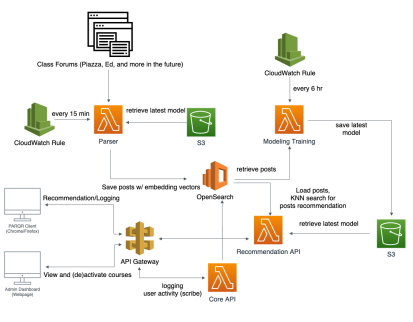 Class Forums (Piazza, Ed, and more in the future)
CloudWatch Rule
every 6 hr
every 15 min
retrieve latest model
save latest
model
CloudWatch Rule
Parser
S3
Modeling Training
retrieve posts
Save posts w/ embedding vectors
OpenSearch
Load posts,
KNN search for
posts recommendation
Recommendation/Logging
PARQR Client
(Chrome/Firefox)
retrieve latest model
API Gateway
Recommendation API
S3
View and (de)activate courses
Admin Dashboard
(Webpage)
logging
user activity (scribe)
Core API